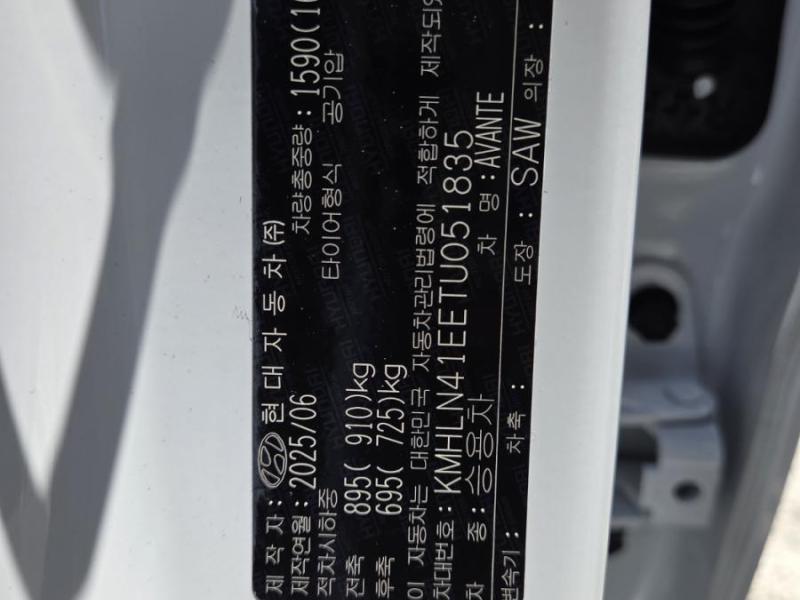 제 작 자 : HYUNDAI 현 대 자 동 차 (주)
제작연월 : 2025/06 차량총중량 : 1590(1
적차시하중 타이어형식 공기압
전축 895( 910)kg
후축 695( 725)kg
이 자동차는 대한민국 자동차관리법령에 적합하게 제작되었
차대번호 : KMHLN41EETU051835
차 종 : 승용차 차 명 : AVANTE
변속기 : 차축 : 도장 : SAW 의장 :